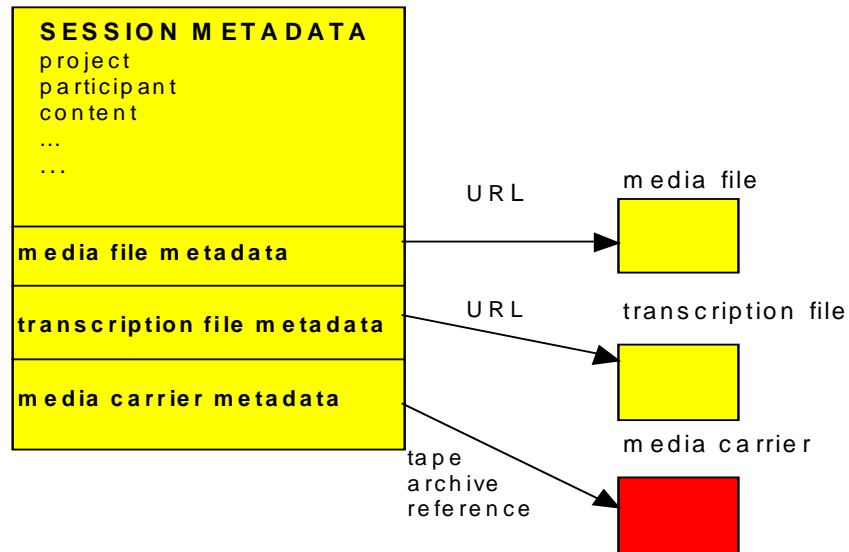 SESSION METADATA
project
participant
content
...
...
media file metadata
transcription file metadata
media carrier metadata
URL
media file
URL
transcription file
tape
archive
reference
media carrier